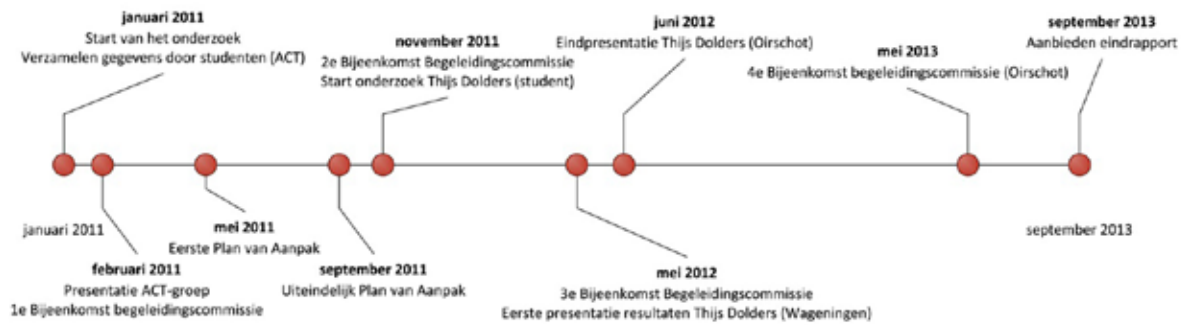 januari 2011
Start van het onderzoek
Verzamelen gegevens door studenten (ACT)
november 2011
2e Bijeenkomst Begeleidingscommissie
Start onderzoek Thijs Dolders (student)
juni 2012
Eindpresentatie Thijs Dolders (Oirschot)
mei 2013
4e Bijeenkomst begeleidingscommissie (Oirschot)
september 2013
Aanbieden eindrapport
januari 2011
februari 2011
Presentatie ACT-groep
1e Bijeenkomst begeleidingscommissie
mei 2011
Eerste Plan van Aanpak
september 2011
Uiteindelijk Plan van Aanpak
mei 2012
3e Bijeenkomst Begeleidingscommissie
Eerste presentatie resultaten Thijs Dolders (Wageningen)
september 2013